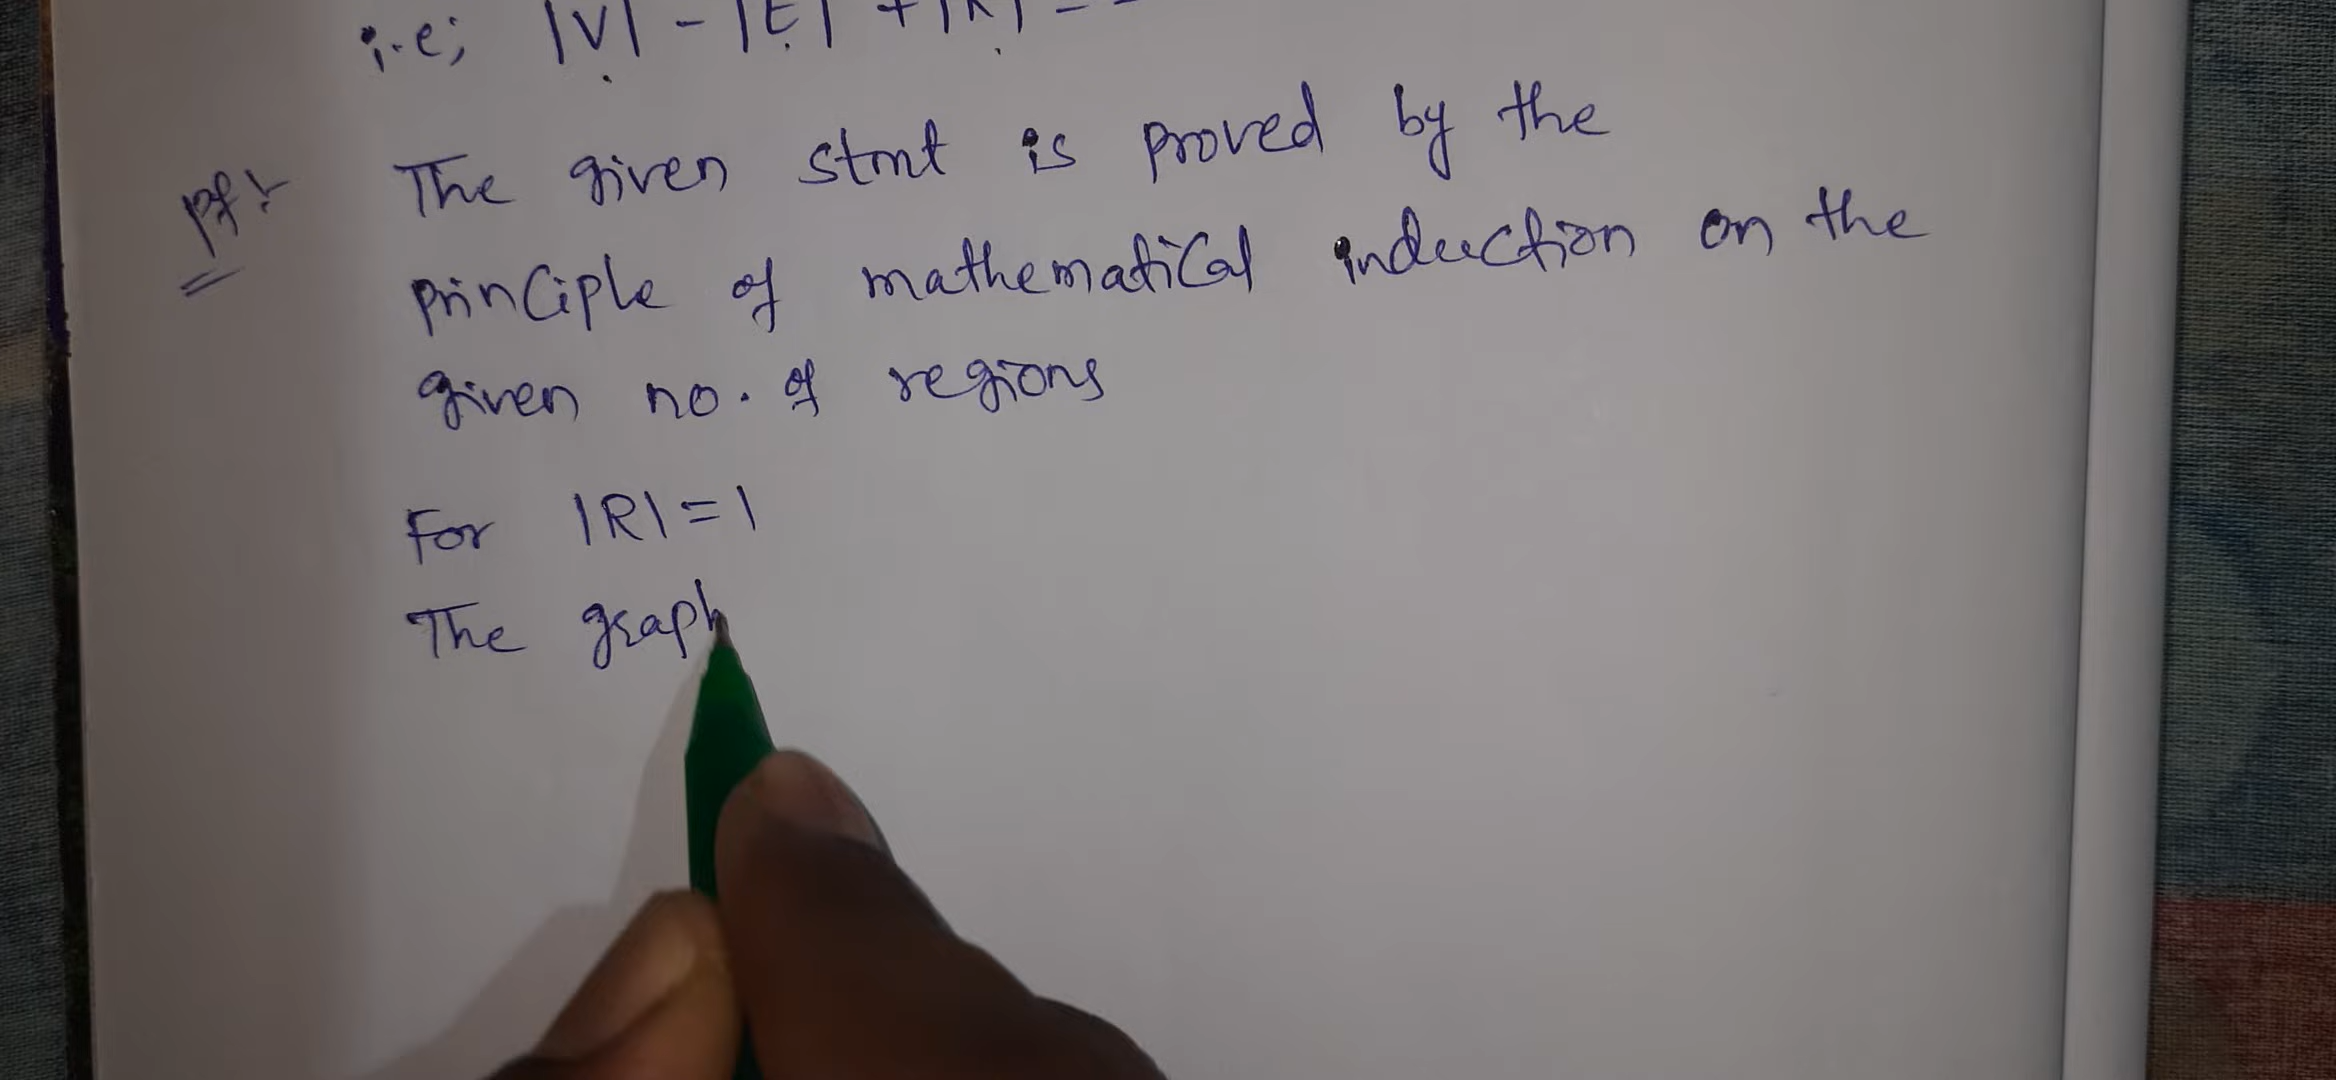 i.e; |V| - |E| + |R| =
Pf:
The given stmt is proved by the
principle of mathematical induction on the
given no. of regions
For |R| = 1
The graph